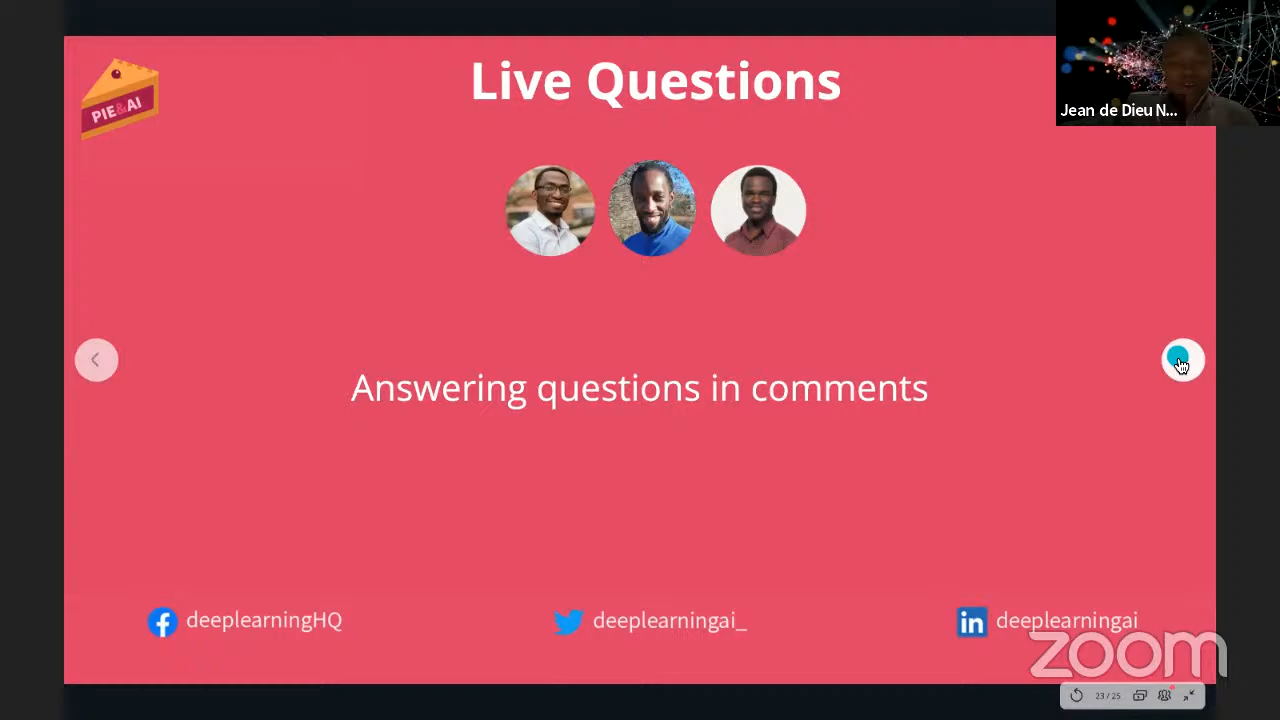 PIE&AI
Live Questions
Jean de Dieu N...
Answering questions in comments
deeplearningHQ
deeplearningai_
deeplearningai
zoom
23 / 25